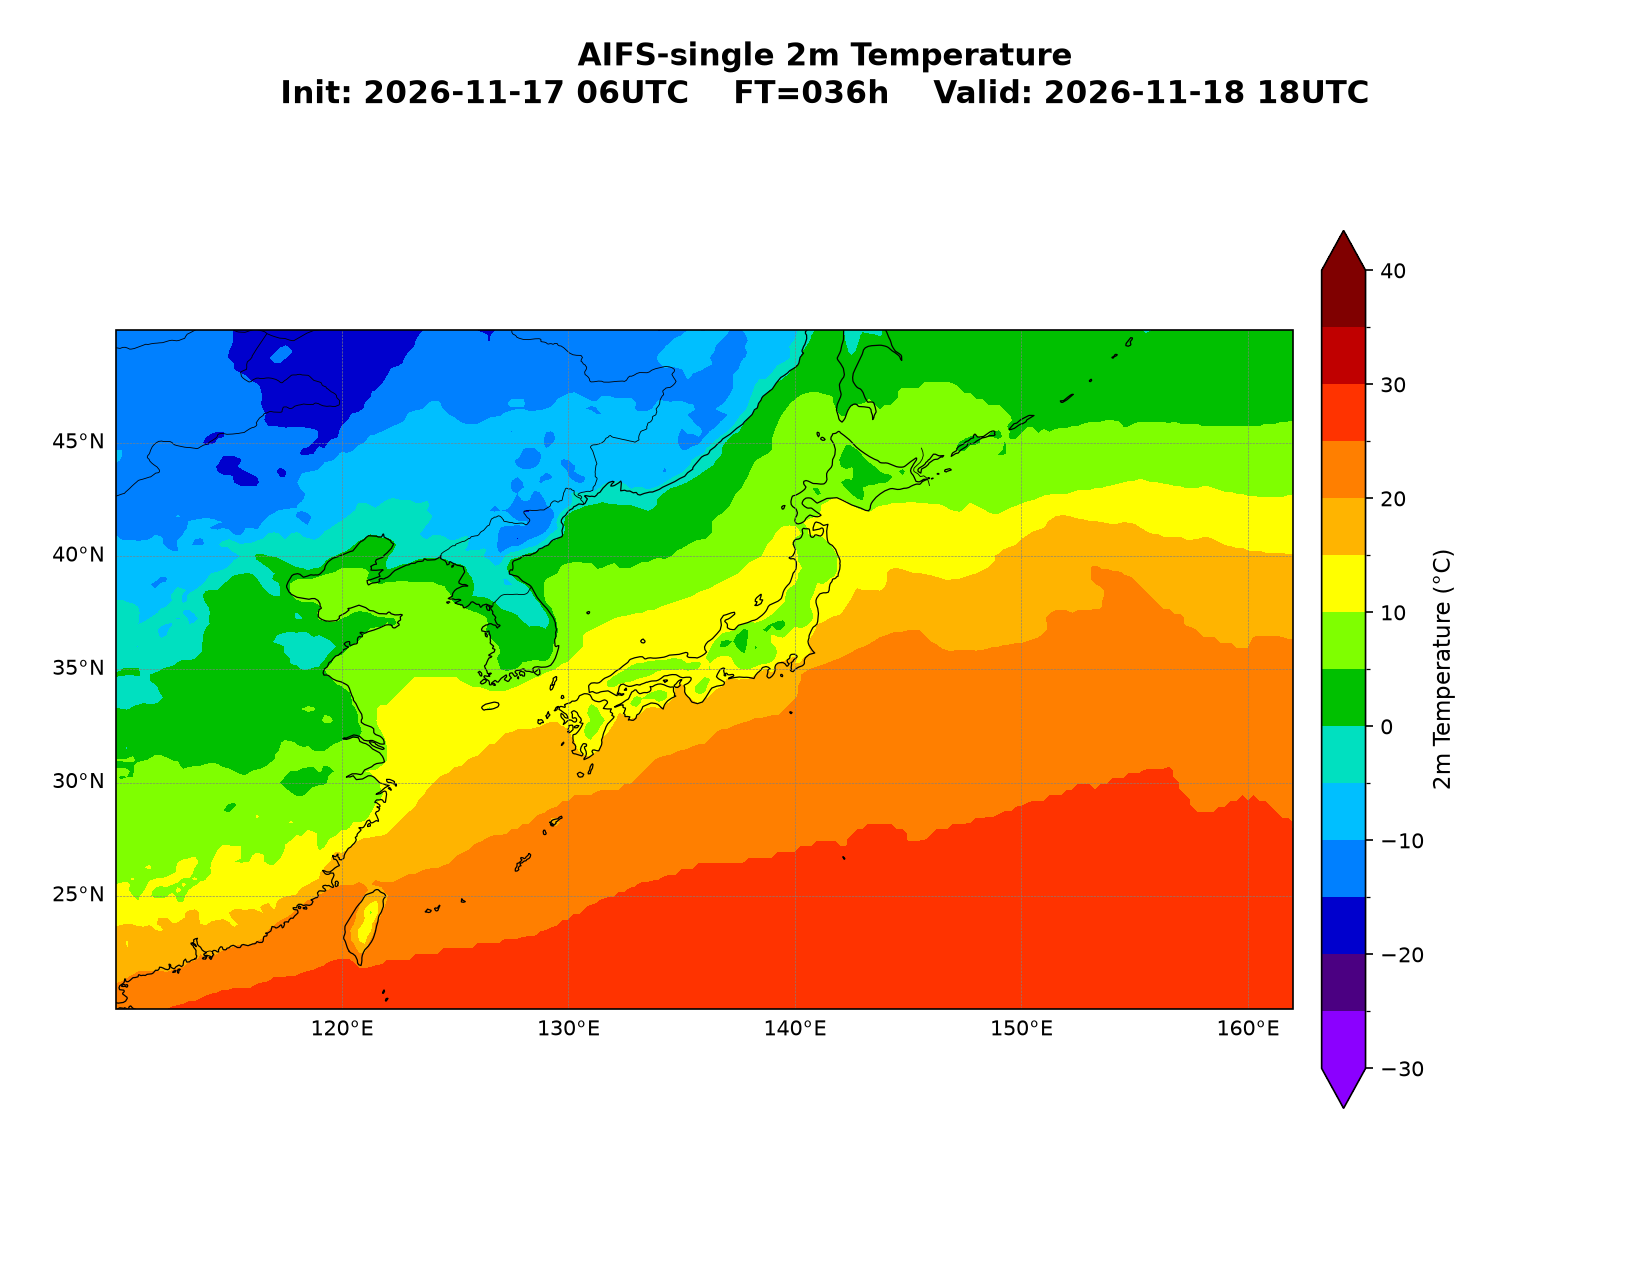 AIFS-single 2m Temperature
Init: 2026-11-17 06UTC    FT=036h    Valid: 2026-11-18 18UTC
45°N
40°N
35°N
30°N
25°N
120°E
130°E
140°E
150°E
160°E
40
30
20
10
0
−10
−20
−30
2m Temperature (°C)